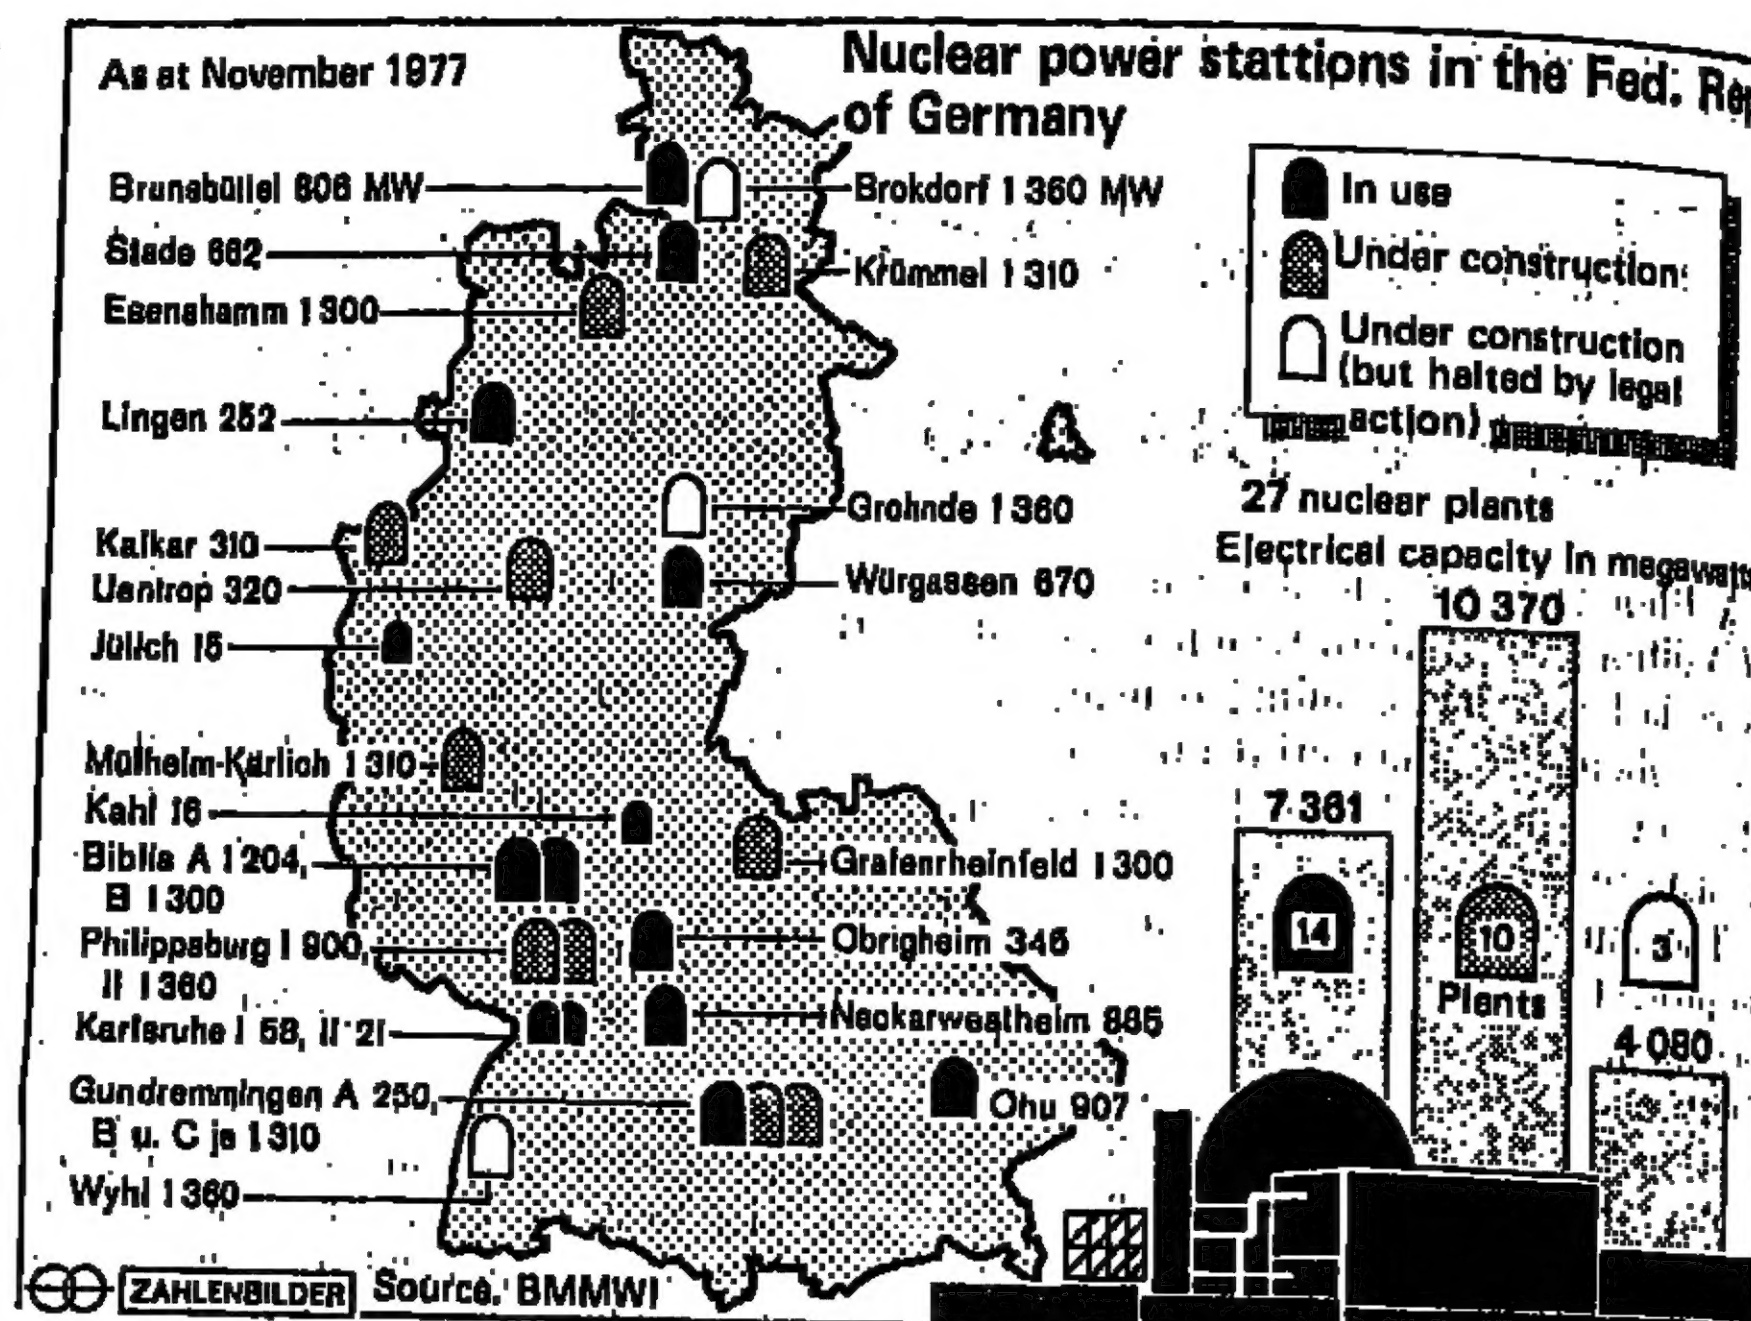 As at November 1977
Nuclear power stattions in the Fed. Rep
of Germany
Brunsbüttel 806 MW
Stade 662
Esenshamm 1 300
Lingen 252
Kalkar 310
Uentrop 320
Jülich 15
Mülheim-Kärlich 1 310
Kahl 16
Biblis A 1 204,
B 1 300
Philippsburg I 900,
II 1 360
Karlsruhe I 58, II 21
Gundremmingen A 250,
B u. C je 1 310
Wyhl 1 360
Brokdorf 1 360 MW
Krümmel 1 310
Grohnde 1 360
Würgassen 670
Grafenrheinfeld 1 300
Obrigheim 345
Neckarwestheim 885
Ohu 907
In use
Under construction
Under construction
(but halted by legal
action)
27 nuclear plants
Electrical capacity in megawatts
10 370
7 361
14
10
Plants
3
4 080
ZAHLENBILDER
Source. BMMWI